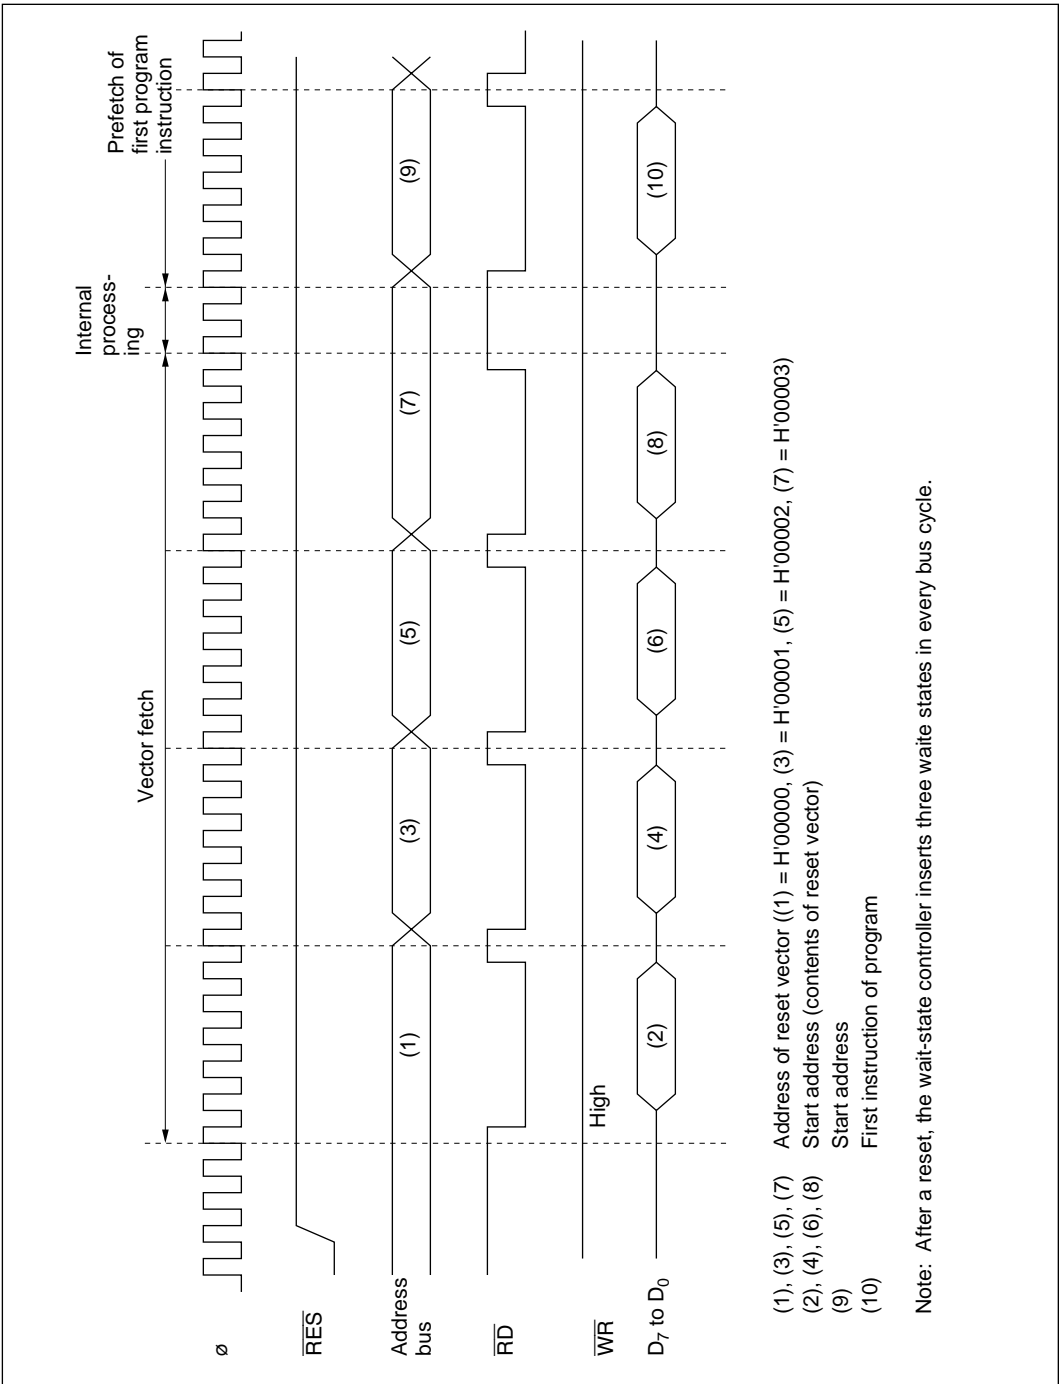 Vector fetch
Internal
process-
ing
Prefetch of
first program
instruction
ø
RES
Address
bus
(1)
(3)
(5)
(7)
(9)
RD
WR
High
D7 to D0
(2)
(4)
(6)
(8)
(10)
(1), (3), (5), (7) Address of reset vector ((1) = H'00000, (3) = H'00001, (5) = H'00002, (7) = H'00003)
(2), (4), (6), (8) Start address (contents of reset vector)
(9) Start address
(10) First instruction of program
Note: After a reset, the wait-state controller inserts three waite states in every bus cycle.